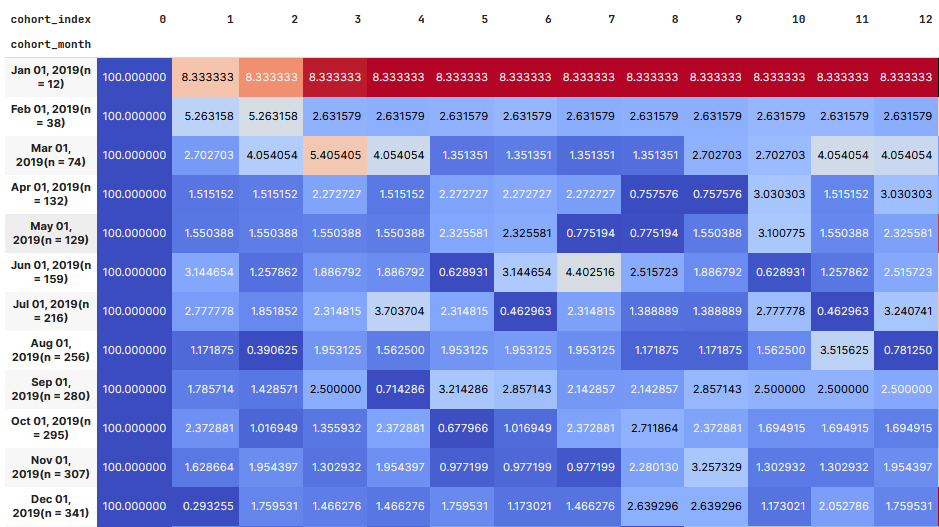 cohort_index 0 1 2 3 4 5 6 7 8 9 10 11 12
cohort_month
Jan 01, 2019(n = 12) 100.000000 8.333333 8.333333 8.333333 8.333333 8.333333 8.333333 8.333333 8.333333 8.333333 8.333333 8.333333 8.333333
Feb 01, 2019(n = 38) 100.000000 5.263158 5.263158 2.631579 2.631579 2.631579 2.631579 2.631579 2.631579 2.631579 2.631579 2.631579 2.631579
Mar 01, 2019(n = 74) 100.000000 2.702703 4.054054 5.405405 4.054054 1.351351 1.351351 1.351351 1.351351 2.702703 2.702703 4.054054 4.054054
Apr 01, 2019(n = 132) 100.000000 1.515152 1.515152 2.272727 1.515152 2.272727 2.272727 2.272727 0.757576 0.757576 3.030303 1.515152 3.030303
May 01, 2019(n = 129) 100.000000 1.550388 1.550388 1.550388 1.550388 2.325581 2.325581 0.775194 0.775194 1.550388 3.100775 1.550388 2.325581
Jun 01, 2019(n = 159) 100.000000 3.144654 1.257862 1.886792 1.886792 0.628931 3.144654 4.402516 2.515723 1.886792 0.628931 1.257862 2.515723
Jul 01, 2019(n = 216) 100.000000 2.777778 1.851852 2.314815 3.703704 2.314815 0.462963 2.314815 1.388889 1.388889 2.777778 0.462963 3.240741
Aug 01, 2019(n = 256) 100.000000 1.171875 0.390625 1.953125 1.562500 1.953125 1.953125 1.953125 1.171875 1.171875 1.562500 3.515625 0.781250
Sep 01, 2019(n = 280) 100.000000 1.785714 1.428571 2.500000 0.714286 3.214286 2.857143 2.142857 2.142857 2.857143 2.500000 2.500000 2.500000
Oct 01, 2019(n = 295) 100.000000 2.372881 1.016949 1.355932 2.372881 0.677966 1.016949 2.372881 2.711864 2.372881 1.694915 1.694915 1.694915
Nov 01, 2019(n = 307) 100.000000 1.628664 1.954397 1.302932 1.954397 0.977199 0.977199 0.977199 2.280130 3.257329 1.302932 1.302932 1.954397
Dec 01, 2019(n = 341) 100.000000 0.293255 1.759531 1.466276 1.466276 1.759531 1.173021 1.466276 2.639296 2.639296 1.173021 2.052786 1.759531